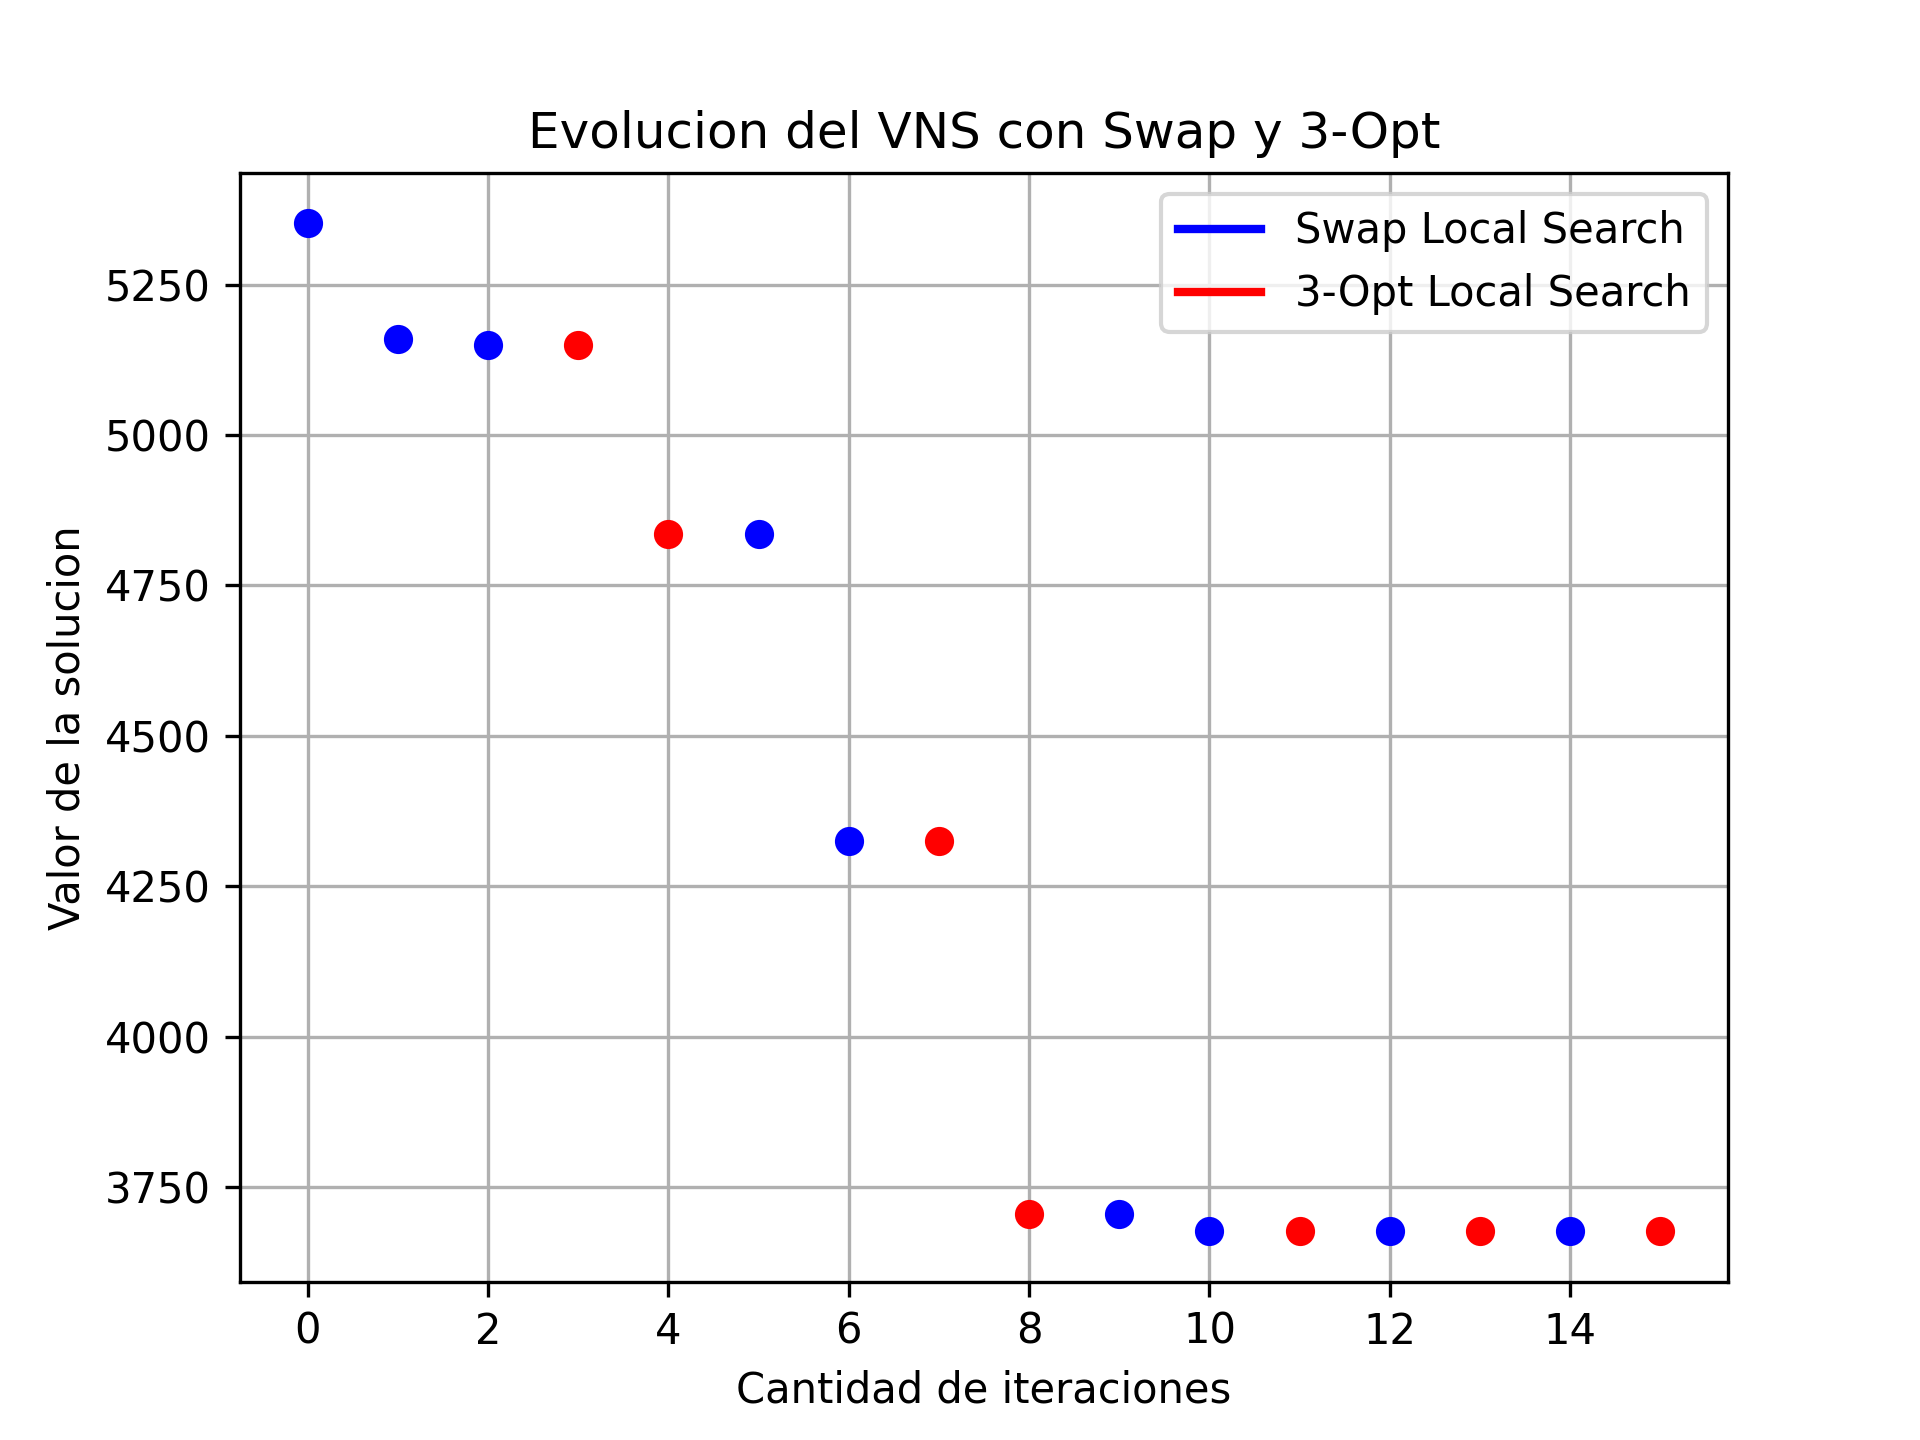 Evolucion del VNS con Swap y 3-Opt
Swap Local Search
3-Opt Local Search
Valor de la solucion
5250
5000
4750
4500
4250
4000
3750
0 2 4 6 8 10 12 14
Cantidad de iteraciones